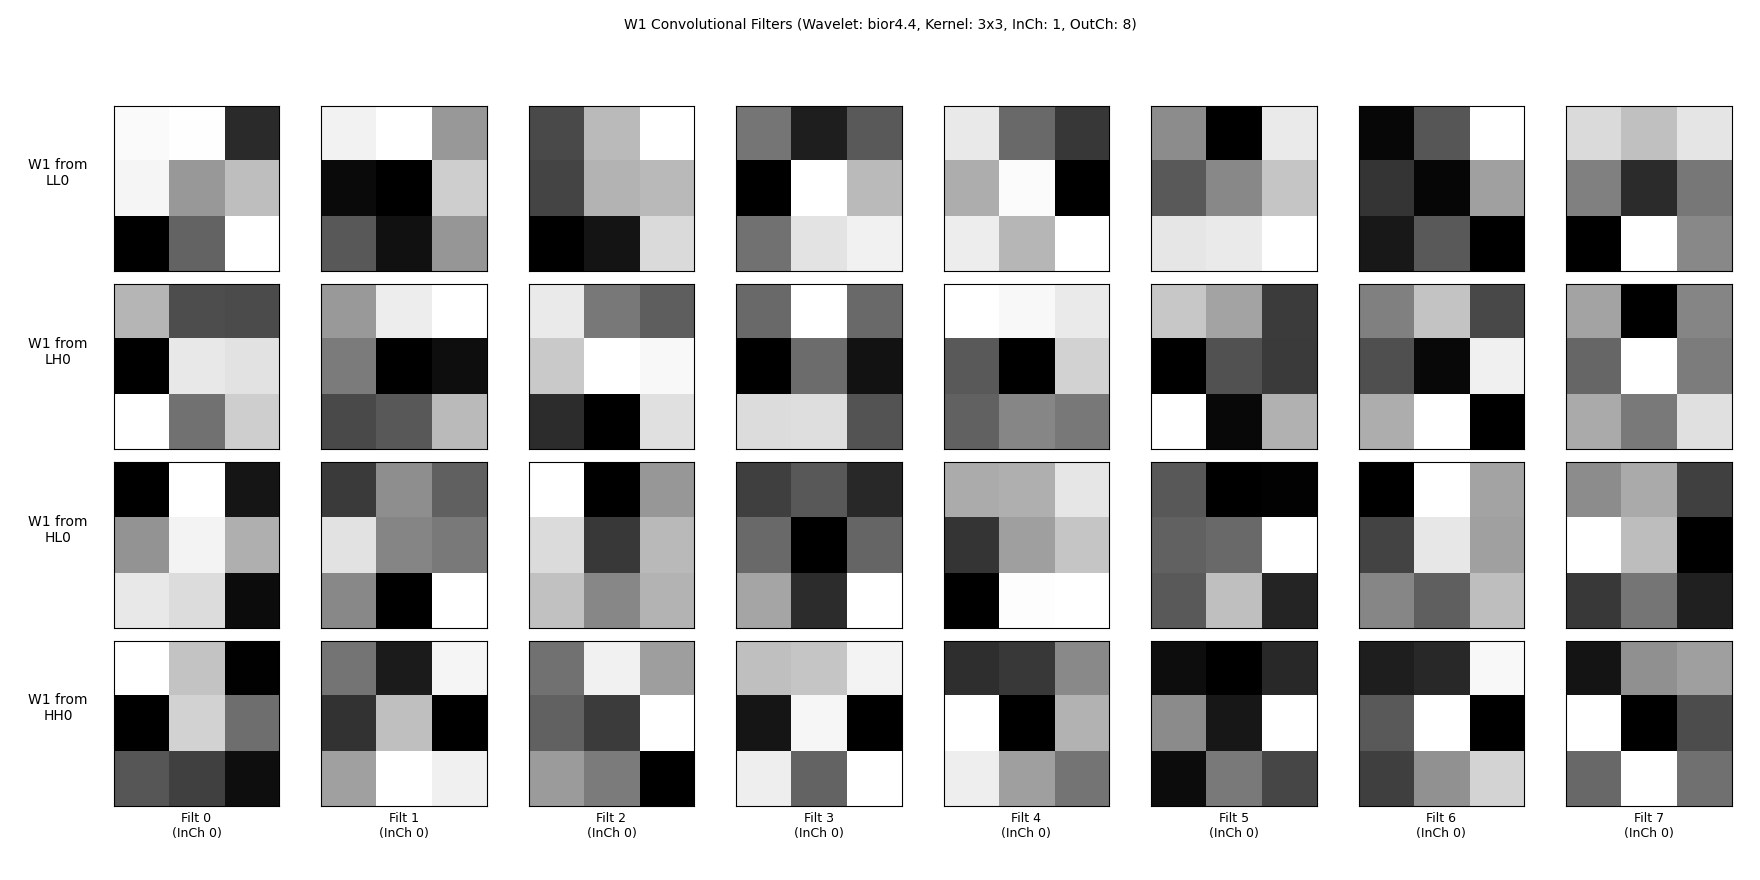 W1 Convolutional Filters (Wavelet: bior4.4, Kernel: 3x3, InCh: 1, OutCh: 8)
W1 from
LL0
W1 from
LH0
W1 from
HL0
W1 from
HH0
Filt 0
(InCh 0)
Filt 1
(InCh 0)
Filt 2
(InCh 0)
Filt 3
(InCh 0)
Filt 4
(InCh 0)
Filt 5
(InCh 0)
Filt 6
(InCh 0)
Filt 7
(InCh 0)